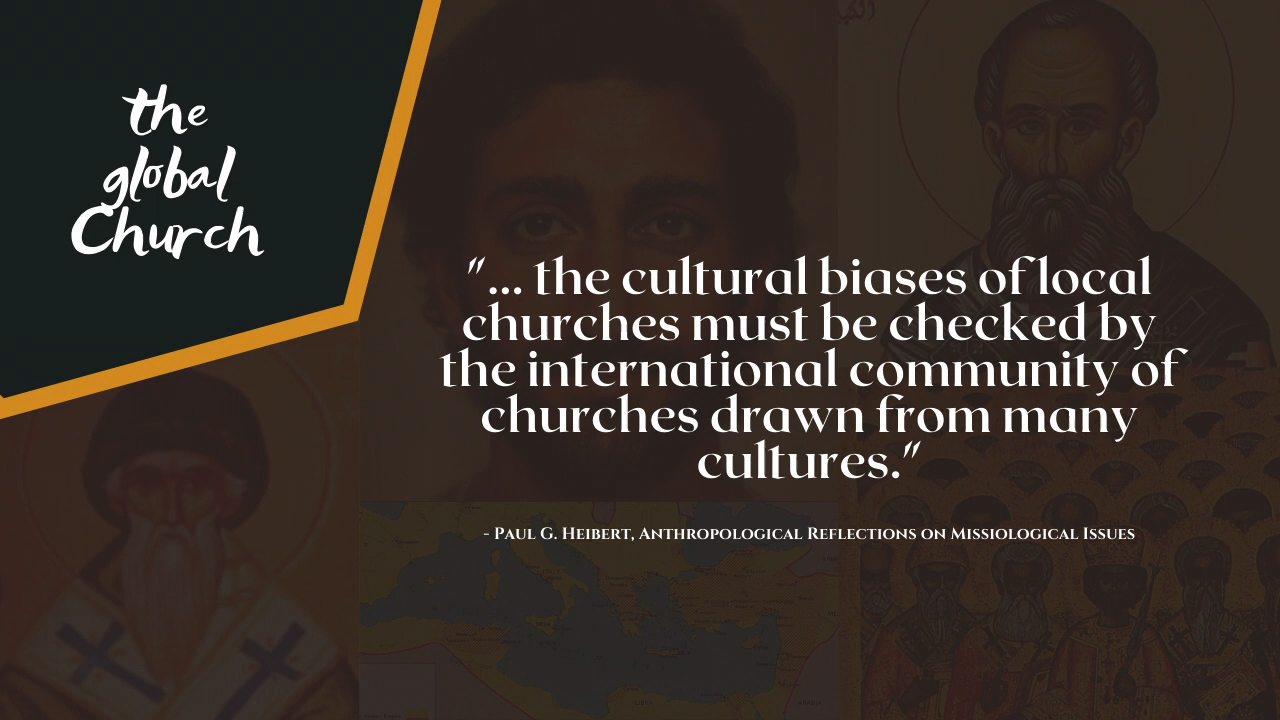 the
global
Church
"... the cultural biases of local
churches must be checked by
the international community of
churches drawn from many
cultures."
- Paul G. Heibert, Anthropological Reflections on Missiological Issues
LIBYA